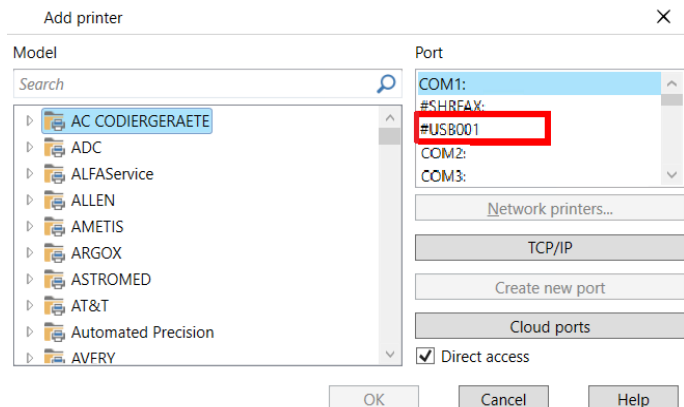 Add printer
Model
Search
AC CODIERGERAETE
ADC
ALFAService
ALLEN
AMETIS
ARGOX
ASTROMED
AT&T
Automated Precision
AVERY
Port
COM1:
#SHRFAX:
#USB001
COM2:
COM3:
Network printers...
TCP/IP
Create new port
Cloud ports
Direct access
OK
Cancel
Help